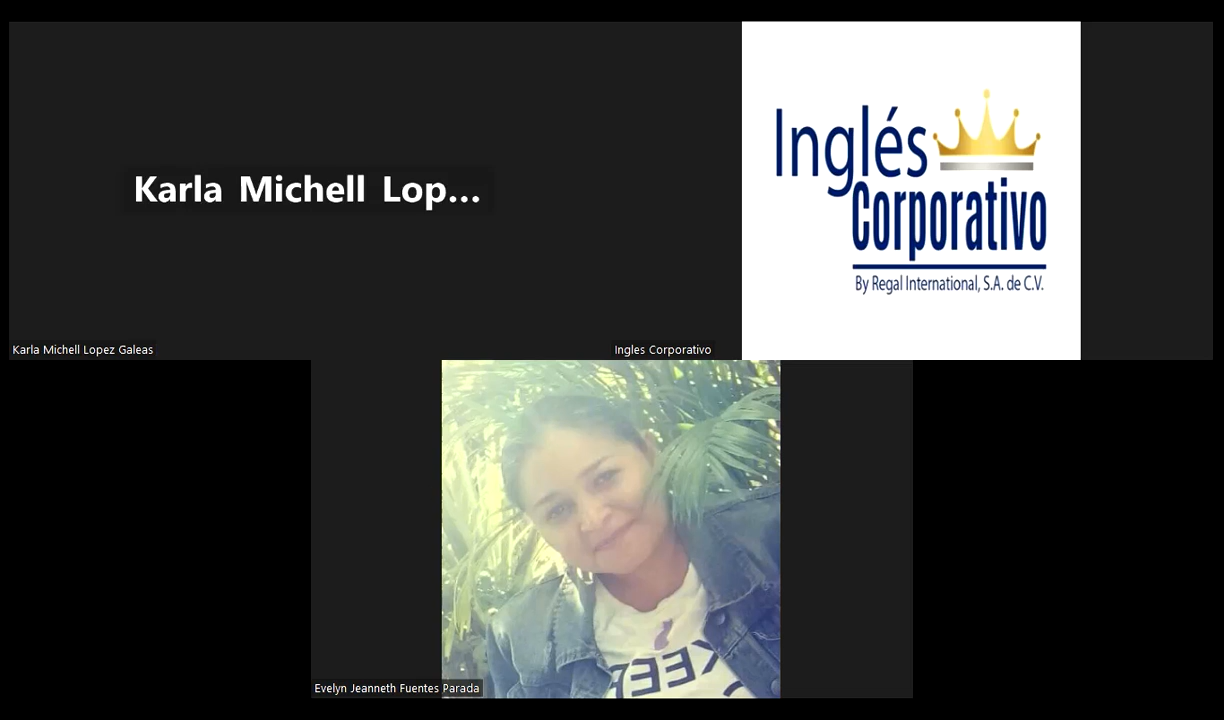 Karla Michell Lop...
Inglés
Corporativo
By Regal International, S.A. de C.V.
Karla Michell Lopez Galeas
Ingles Corporativo
KEEP
Evelyn Jeanneth Fuentes Parada